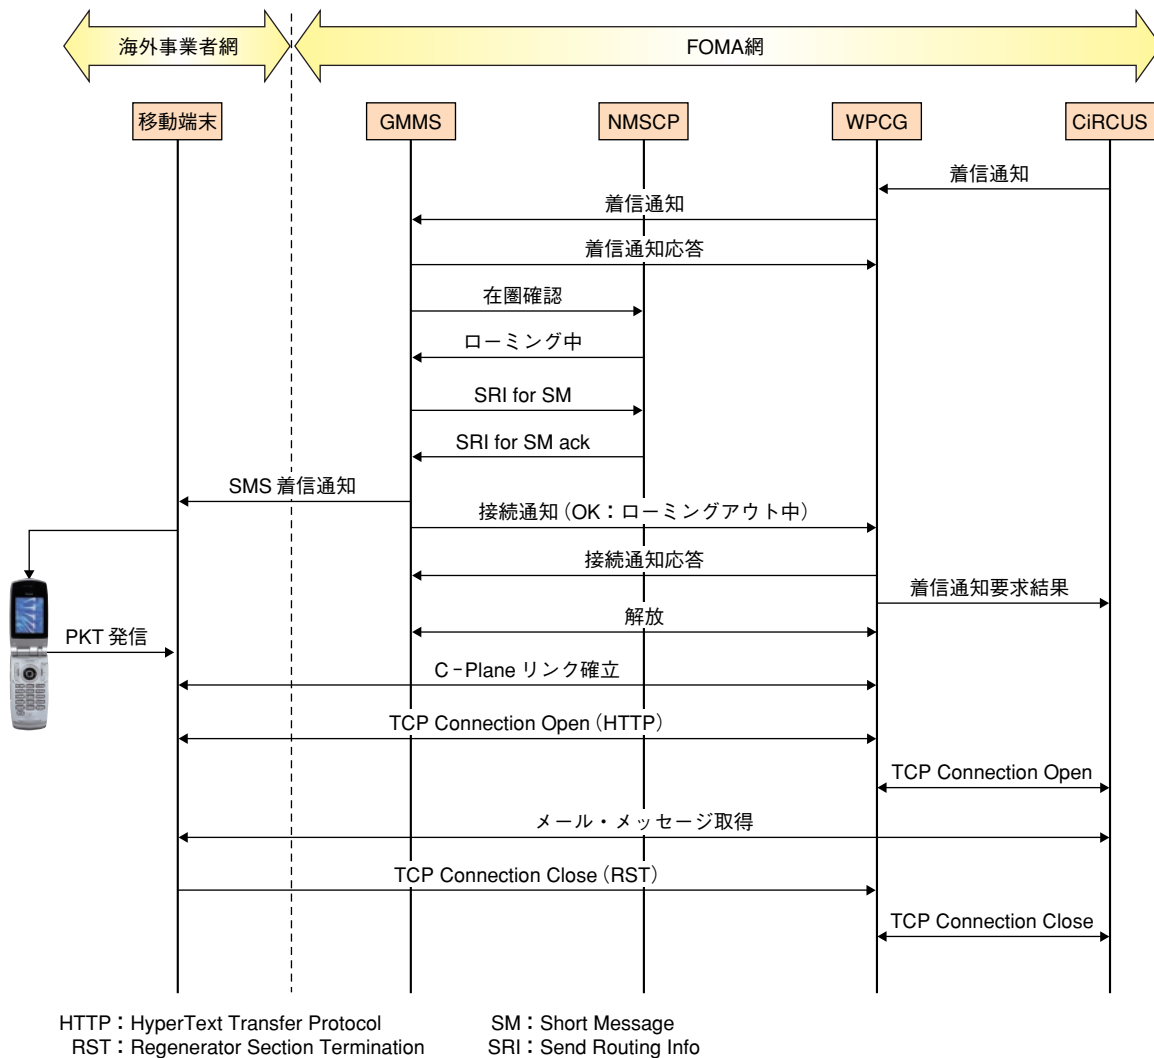 海外事業者網
FOMA網
移動端末
GMMS
NMSCP
WPCG
CiRCUS
着信通知
着信通知
着信通知応答
在圏確認
ローミング中
SRI for SM
SRI for SM ack
SMS 着信通知
接続通知(OK:ローミングアウト中)
接続通知応答
着信通知要求結果
解放
PKT 発信
C-Plane リンク確立
TCP Connection Open(HTTP)
TCP Connection Open
メール・メッセージ取得
TCP Connection Close(RST)
TCP Connection Close
HTTP:HyperText Transfer Protocol
SM:Short Message
RST:Regenerator Section Termination
SRI:Send Routing Info